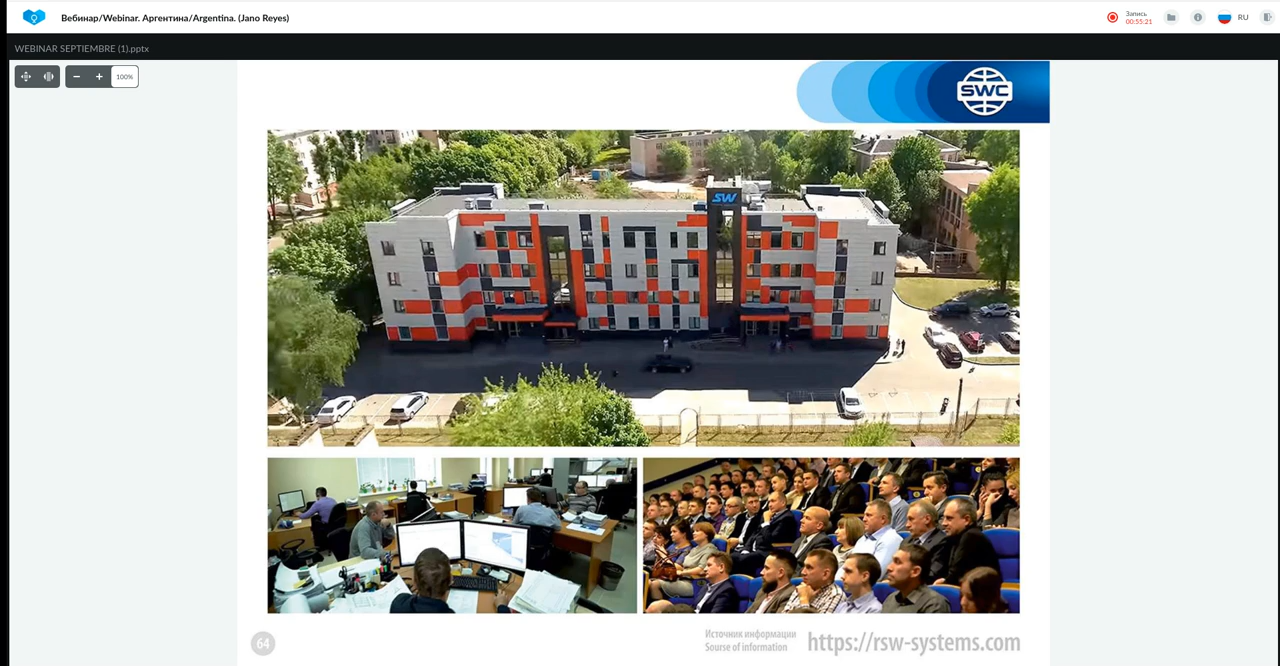 Вебинар/Webinar. Аргентина/Argentina. (Jano Reyes)
Запись
00:55:21
RU
WEBINAR SEPTIEMBRE (1).pptx
100%
SWC
SW
64
Источник информации
Sourse of information
https://rsw-systems.com